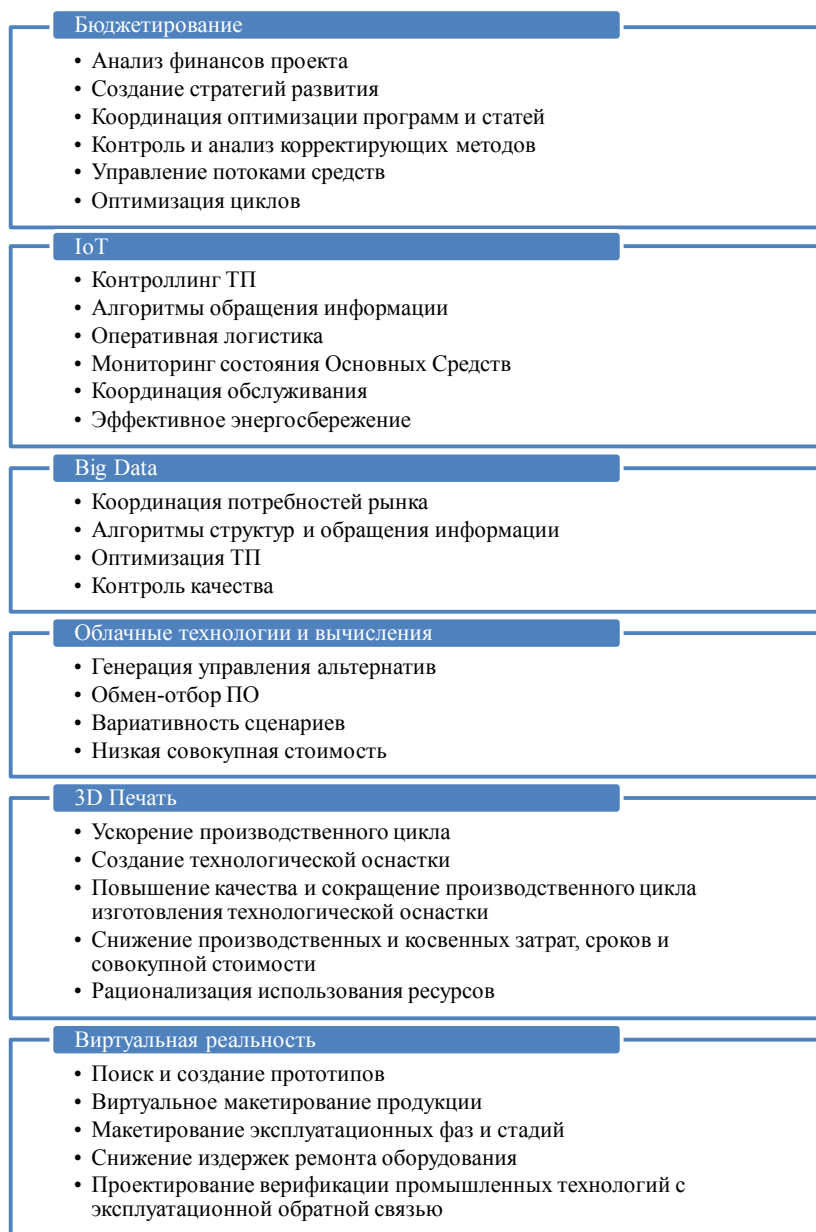 Бюджетирование
• Анализ финансов проекта
• Создание стратегий развития
• Координация оптимизации программ и статей
• Контроль и анализ корректирующих методов
• Управление потоками средств
• Оптимизация циклов
IoT
• Контроллинг ТП
• Алгоритмы обращения информации
• Оперативная логистика
• Мониторинг состояния Основных Средств
• Координация обслуживания
• Эффективное энергосбережение
Big Data
• Координация потребностей рынка
• Алгоритмы структур и обращения информации
• Оптимизация ТП
• Контроль качества
Облачные технологии и вычисления
• Генерация управления альтернатив
• Обмен-отбор ПО
• Вариативность сценариев
• Низкая совокупная стоимость
3D Печать
• Ускорение производственного цикла
• Создание технологической оснастки
• Повышение качества и сокращение производственного цикла
изготовления технологической оснастки
• Снижение производственных и косвенных затрат, сроков и
совокупной стоимости
• Рационализация использования ресурсов
Виртуальная реальность
• Поиск и создание прототипов
• Виртуальное макетирование продукции
• Макетирование эксплуатационных фаз и стадий
• Снижение издержек ремонта оборудования
• Проектирование верификации промышленных технологий с
эксплуатационной обратной связью